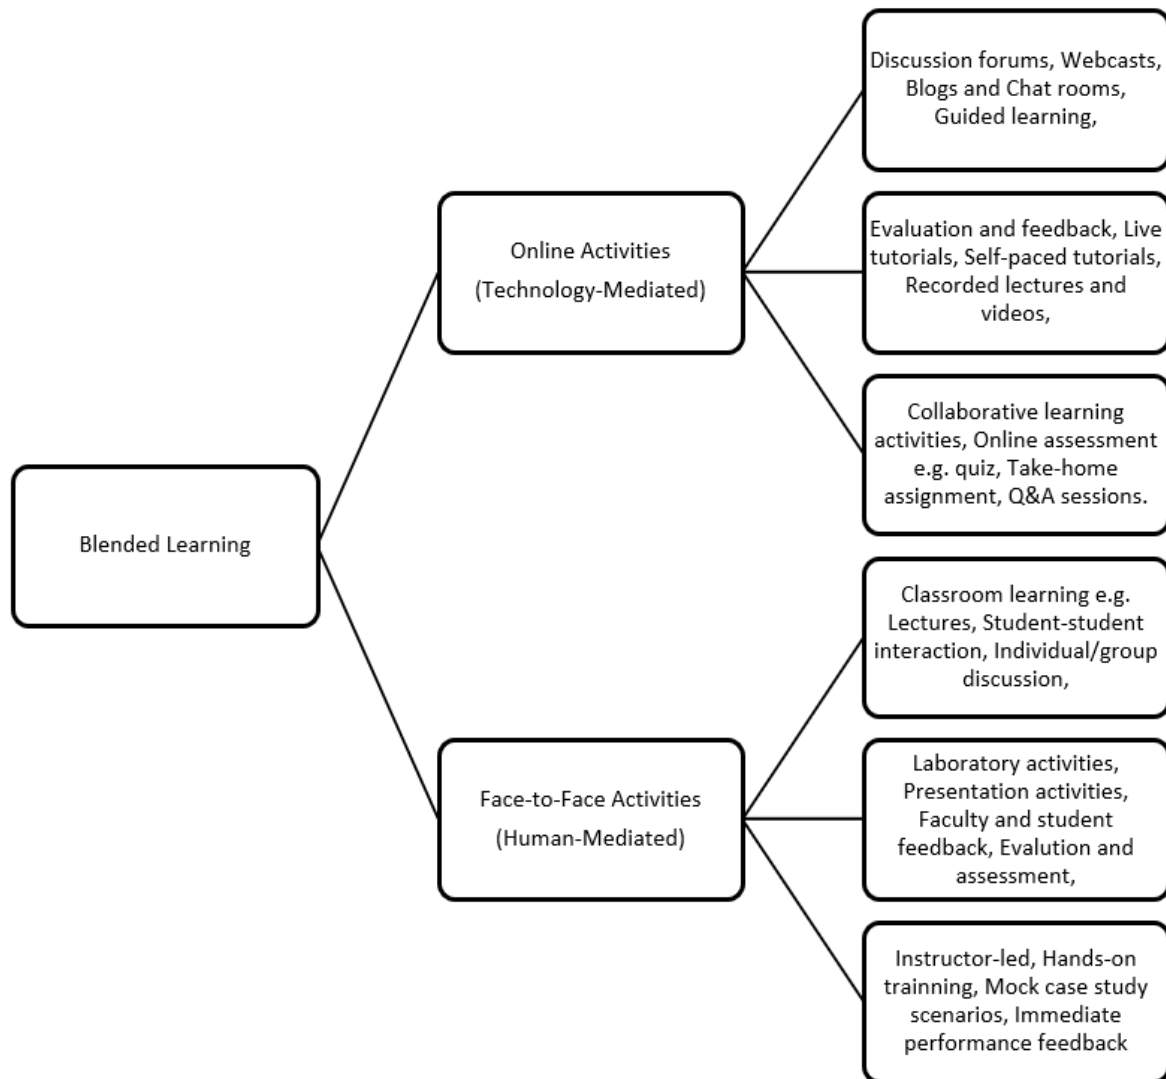 Discussion forums, Webcasts,
Blogs and Chat rooms,
Guided learning,
Online Activities
(Technology-Mediated)
Evaluation and feedback, Live
tutorials, Self-paced tutorials,
Recorded lectures and
videos,
Collaborative learning
activities, Online assessment
e.g. quiz, Take-home
assignment, Q&A sessions.
Blended Learning
Classroom learning e.g.
Lectures, Student-student
interaction, Individual/group
discussion,
Face-to-Face Activities
(Human-Mediated)
Laboratory activities,
Presentation activities,
Faculty and student
feedback, Evalution and
assessment,
Instructor-led, Hands-on
trainning, Mock case study
scenarios, Immediate
performance feedback